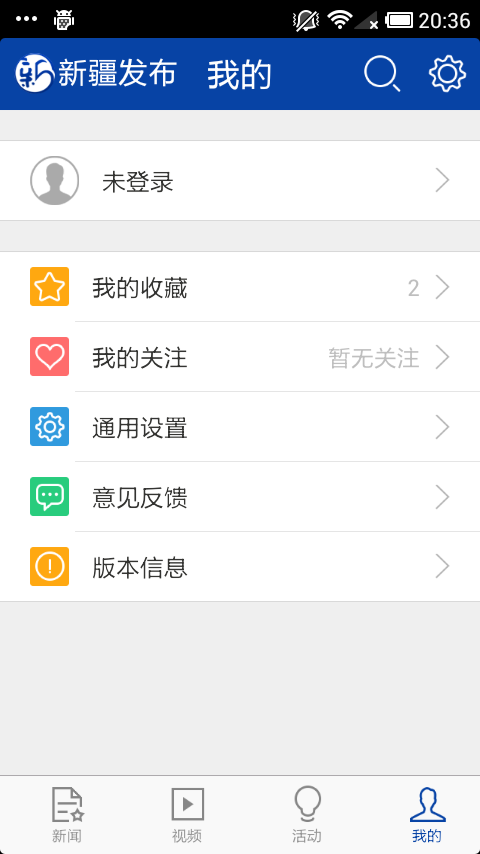 20:36
新疆发布 我的
未登录
我的收藏 2
我的关注 暂无关注
通用设置
意见反馈
版本信息
新闻 视频 活动 我的